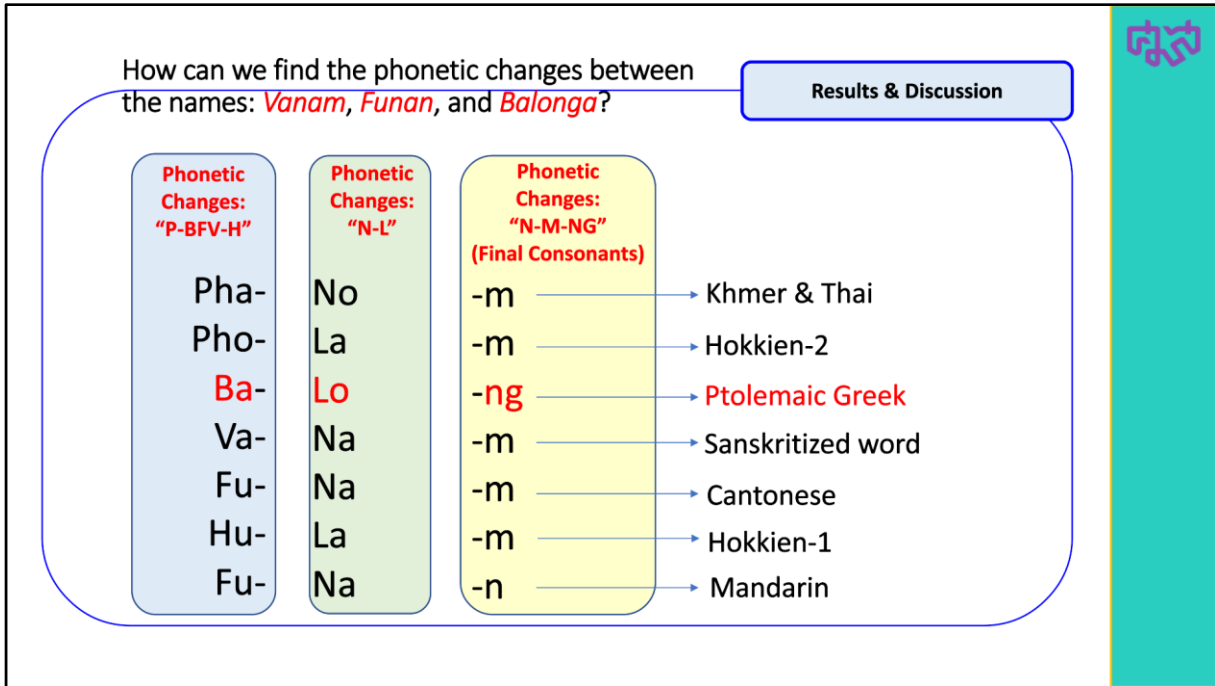 How can we find the phonetic changes between
the names: Vanam, Funan, and Balonga?
Results & Discussion
Phonetic
Changes:
“P-BFV-H”
Phonetic
Changes:
“N-L”
Phonetic
Changes:
“N-M-NG”
(Final Consonants)
Pha- No -m Khmer & Thai
Pho- La -m Hokkien-2
Ba- Lo -ng Ptolemaic Greek
Va- Na -m Sanskritized word
Fu- Na -m Cantonese
Hu- La -m Hokkien-1
Fu- Na -n Mandarin